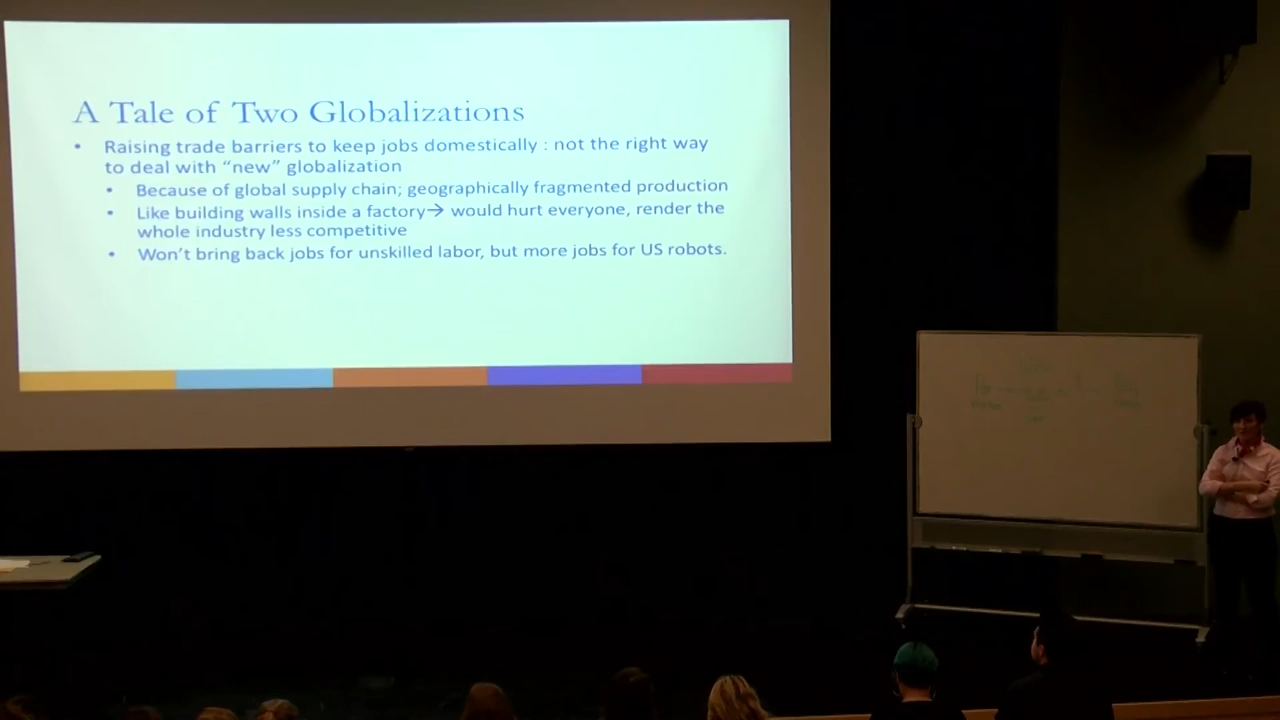 A Tale of Two Globalizations
• Raising trade barriers to keep jobs domestically : not the right way
to deal with “new” globalization
• Because of global supply chain; geographically fragmented production
• Like building walls inside a factory→ would hurt everyone, render the
whole industry less competitive
• Won’t bring back jobs for unskilled labor, but more jobs for US robots.